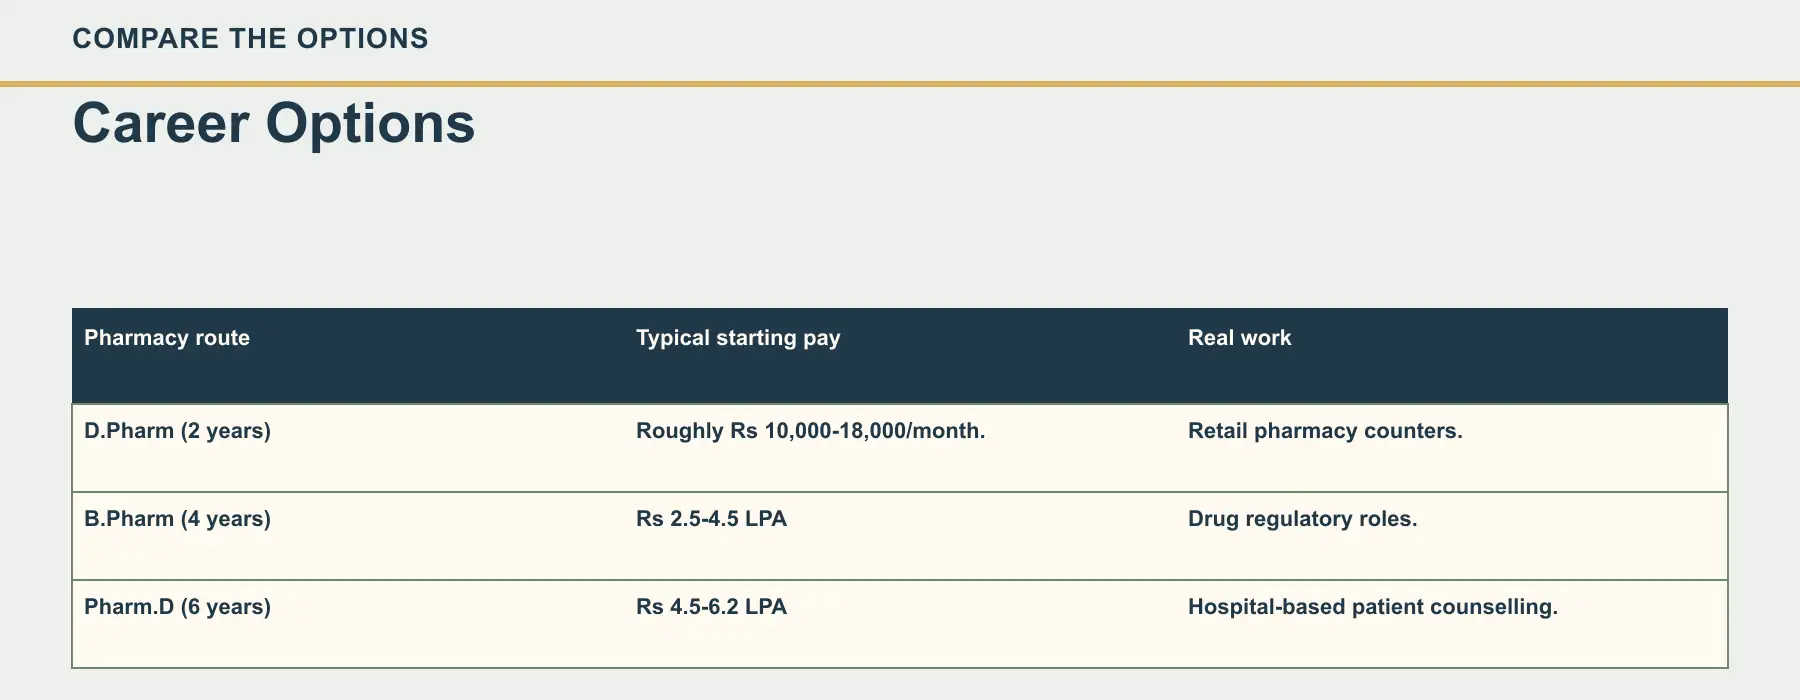 COMPARE THE OPTIONS
Career Options
Pharmacy route Typical starting pay Real work
D.Pharm (2 years) Roughly Rs 10,000-18,000/month. Retail pharmacy counters.
B.Pharm (4 years) Rs 2.5-4.5 LPA Drug regulatory roles.
Pharm.D (6 years) Rs 4.5-6.2 LPA Hospital-based patient counselling.